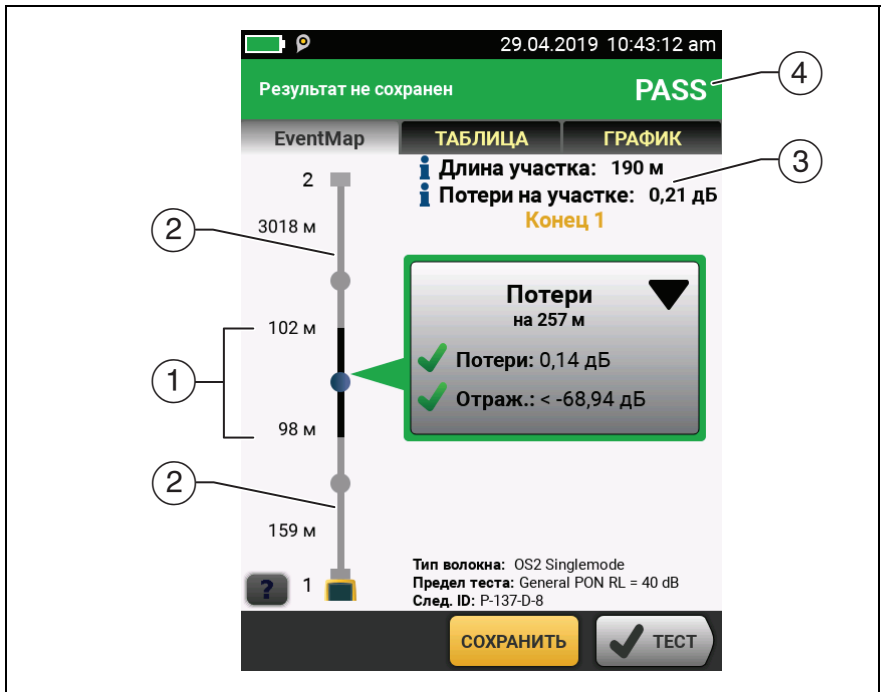 29.04.2019 10:43:12 am
Результат не сохранен PASS
4
EventMap ТАБЛИЦА ГРАФИК
Длина участка: 190 м
Потери на участке: 0,21 дБ
3
Конец 1
2
3018 м
2
102 м
98 м
1
Потери
на 257 м
Потери: 0,14 дБ
Отраж.: < -68,94 дБ
2
159 м
1
?
Тип волокна: OS2 Singlemode
Предел теста: General PON RL = 40 dB
След. ID: P-137-D-8
СОХРАНИТЬ ТЕСТ